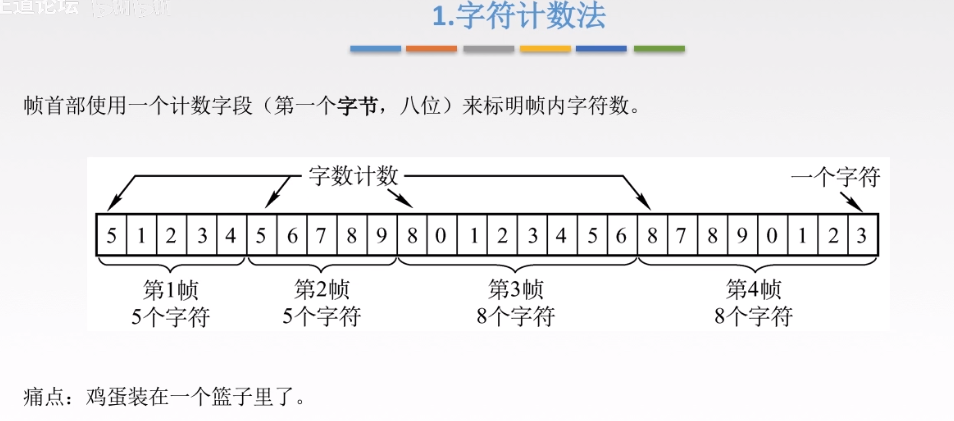 1.字符计数法
帧首部使用一个计数字段（第一个字节，八位）来标明帧内字符数。
字数计数 一个字符
5 1 2 3 4 5 6 7 8 9 8 0 1 2 3 4 5 6 8 7 8 9 0 1 2 3
第1帧 第2帧 第3帧 第4帧
5个字符 5个字符 8个字符 8个字符
痛点：鸡蛋装在一个篮子里了。